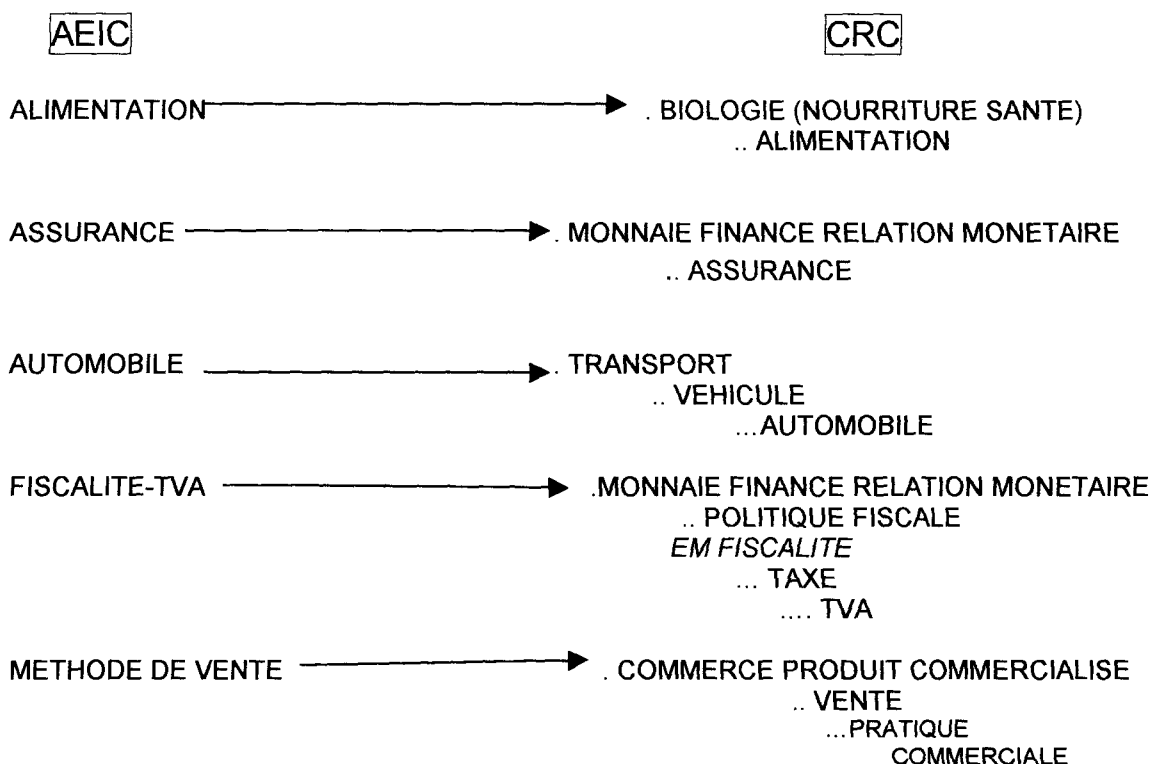 AEIC CRC
ALIMENTATION . BIOLOGIE (NOURRITURE SANTE)
.. ALIMENTATION
ASSURANCE . MONNAIE FINANCE RELATION MONETAIRE
.. ASSURANCE
AUTOMOBILE . TRANSPORT
.. VEHICULE
...AUTOMOBILE
FISCALITE-TVA .MONNAIE FINANCE RELATION MONETAIRE
.. POLITIQUE FISCALE
EM FISCALITE
... TAXE
.... TVA
METHODE DE VENTE . COMMERCE PRODUIT COMMERCIALISE
.. VENTE
...PRATIQUE
COMMERCIALE